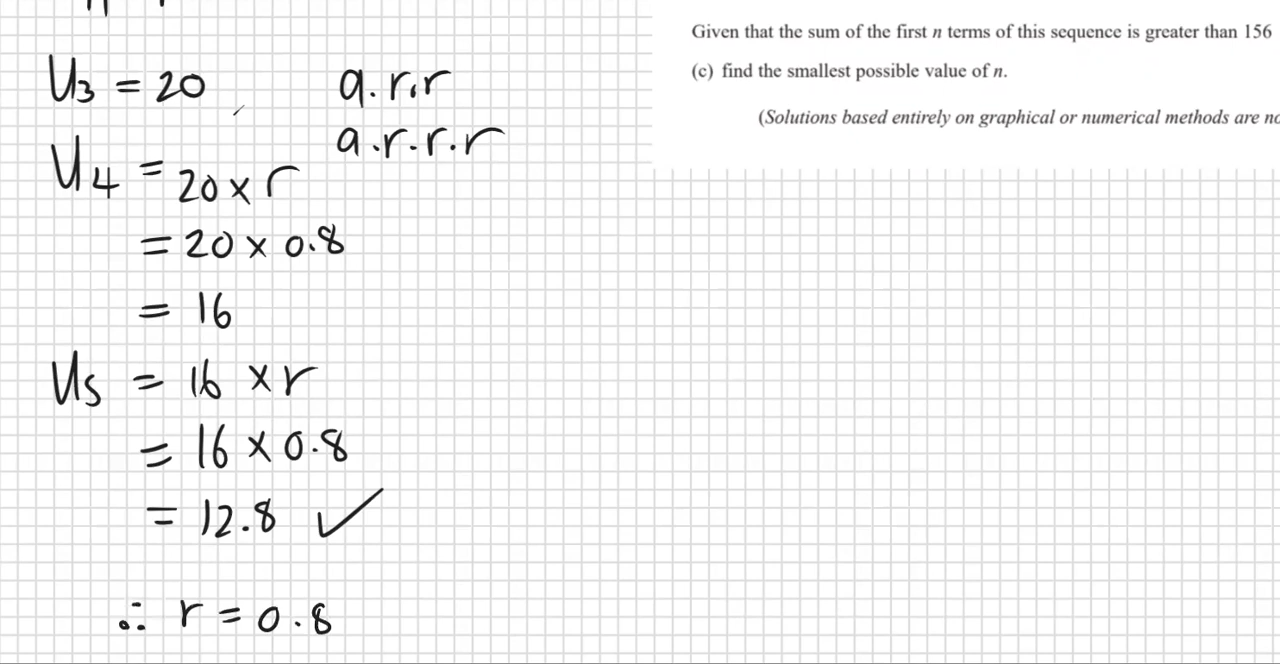 U₃ = 20
a.r.r
a.r.r.r
U₄ = 20 × r
= 20 × 0.8
= 16
U₅ = 16 × r
= 16 × 0.8
= 12.8 ✓
∴ r = 0.8
Given that the sum of the first n terms of this sequence is greater than 156
(c) find the smallest possible value of n.
(Solutions based entirely on graphical or numerical methods are